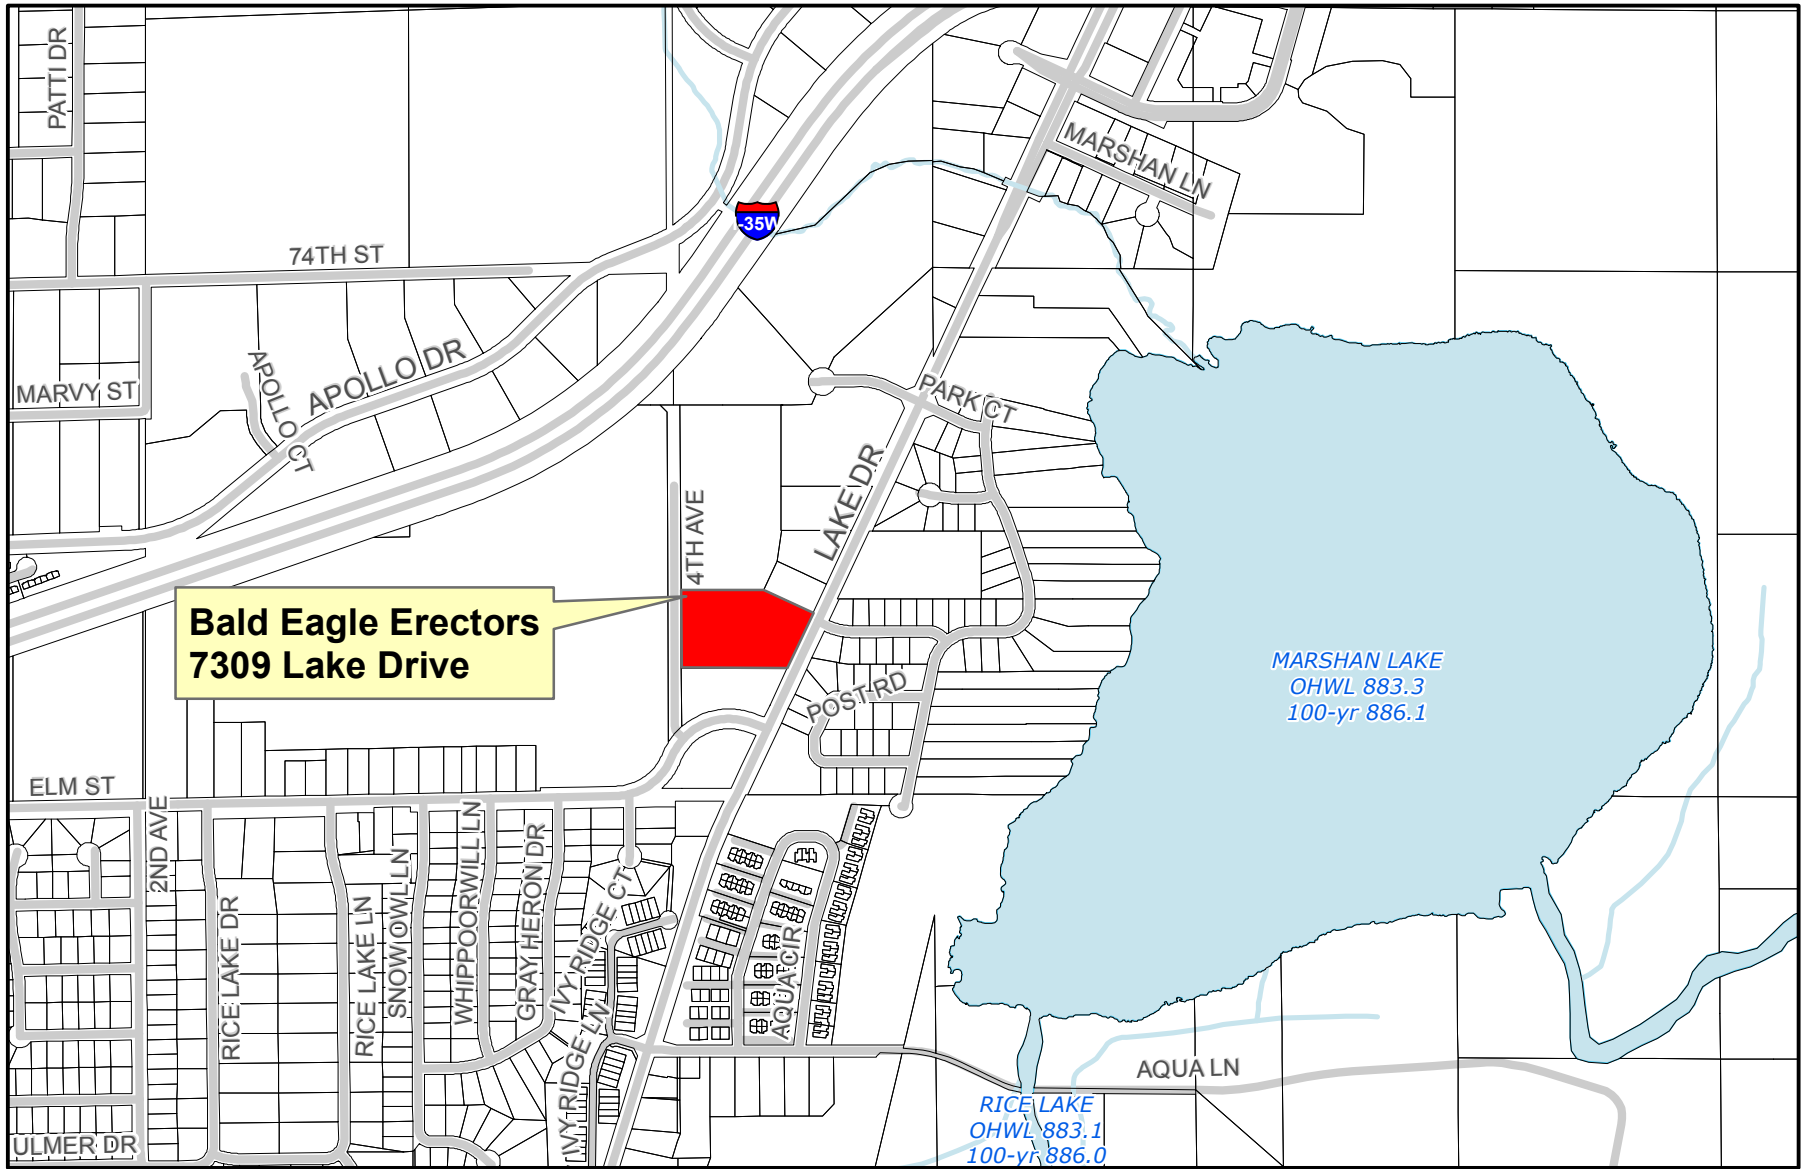 PATTI DR
MARSHAN LN
-35W
74TH ST
APOLLO DR
APOLLO CT
MARVY ST
PARK CT
LAKE DR
4TH AVE
Bald Eagle Erectors
7309 Lake Drive
MARSHAN LAKE
OHWL 883.3
100-yr 886.1
POST RD
ELM ST
2ND AVE
RICE LAKE DR
RICE LAKE LN
SNOW OWL LN
WHIPPOORWILL LN
GRAY HERON DR
IVY RIDGE CT
IVY RIDGE LN
AQUA CIR
AQUA LN
RICE LAKE
OHWL 883.1
100-yr 886.0
ULMER DR